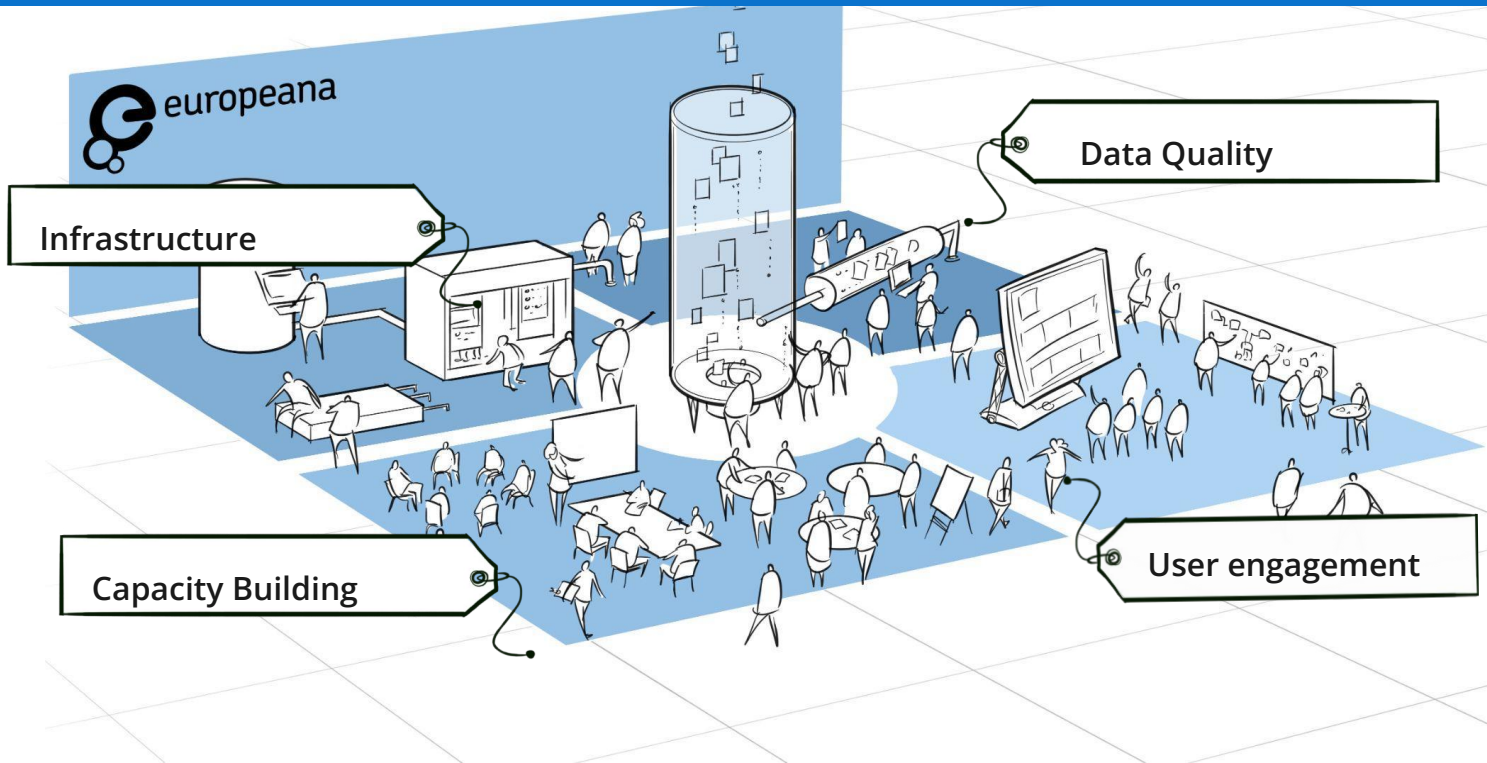 europeana
Data Quality
Infrastructure
Capacity Building
User engagement